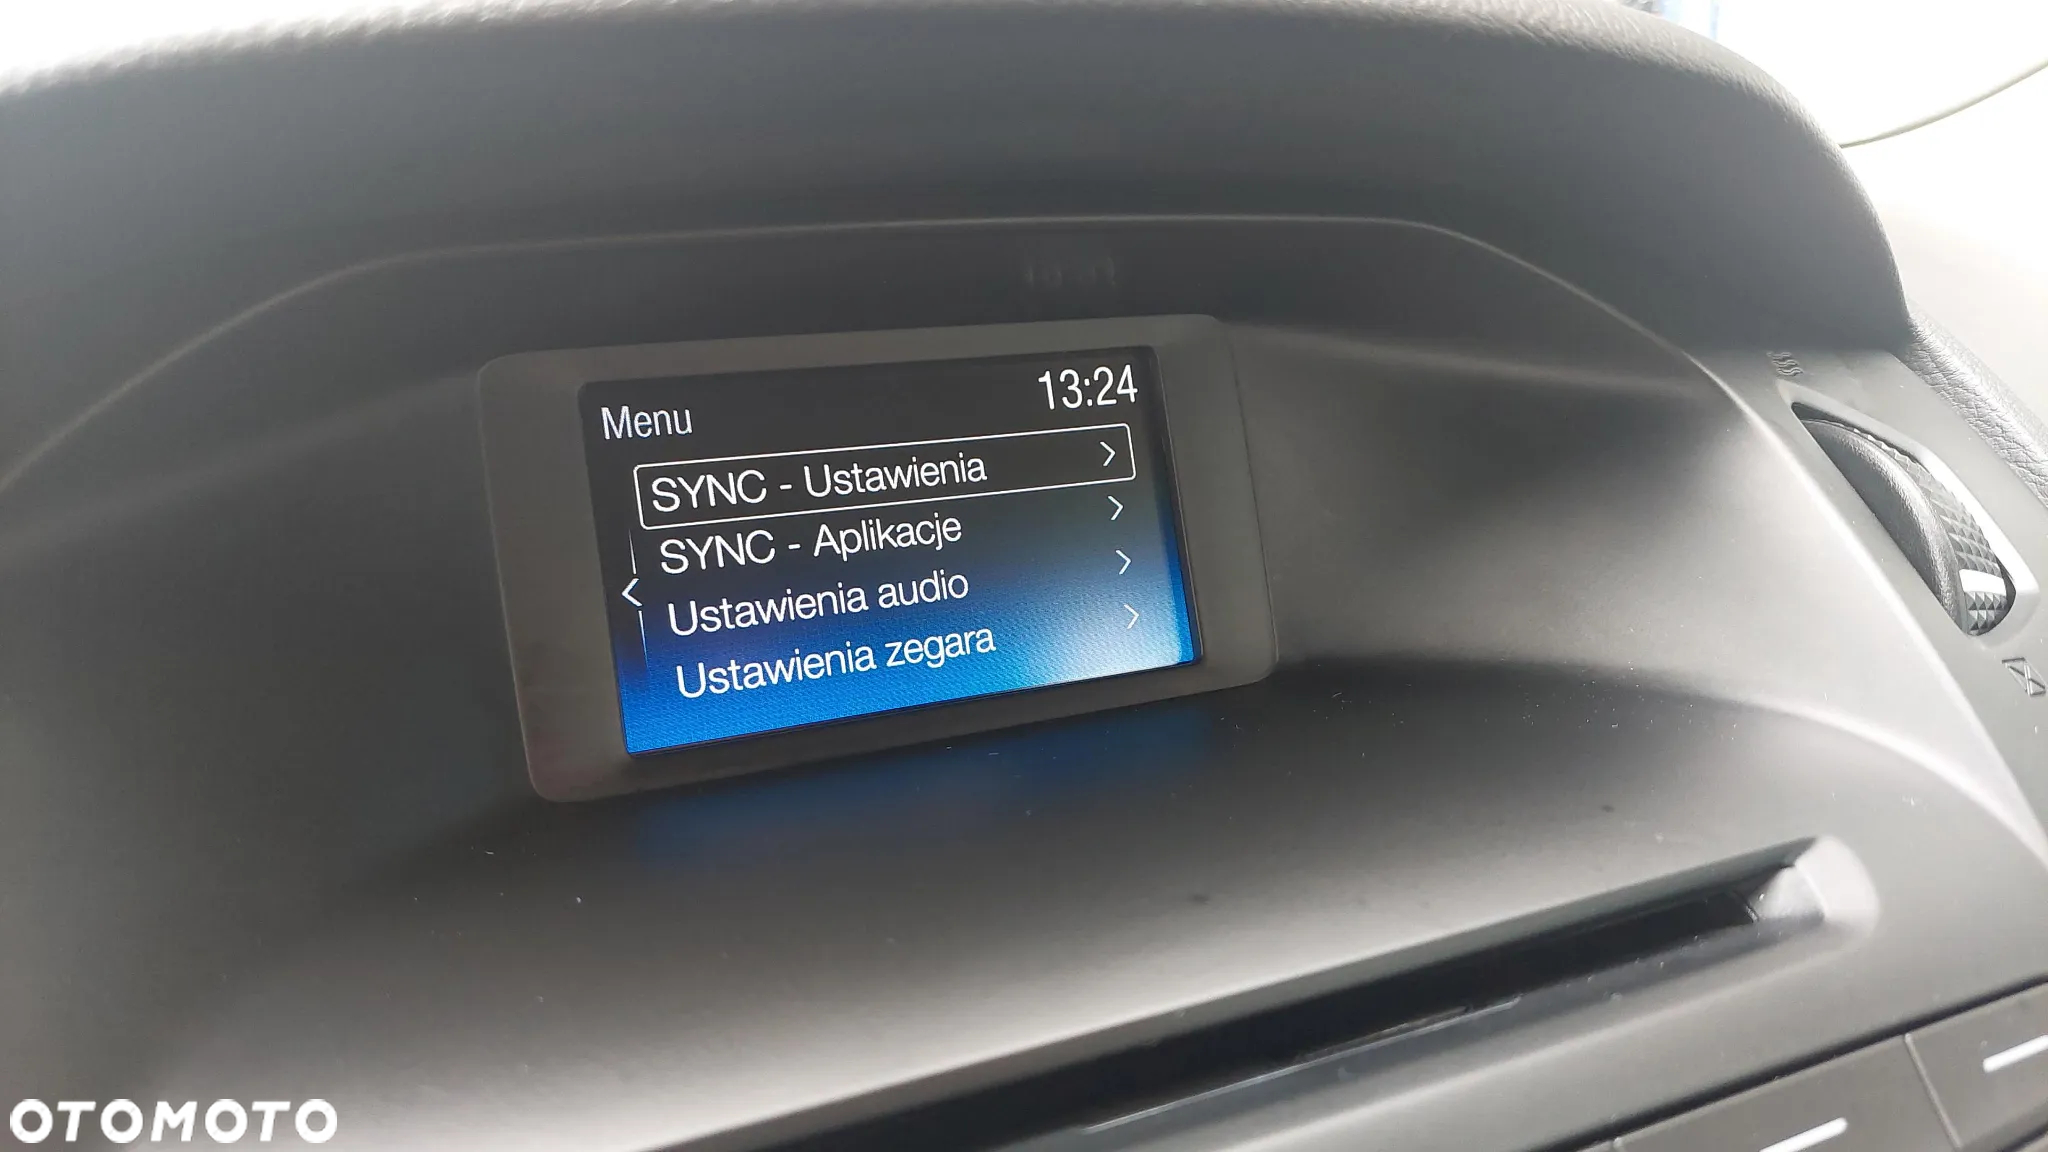 Menu
13:24
SYNC - Ustawienia
SYNC - Aplikacje
Ustawienia audio
Ustawienia zegara
OTOMOTO